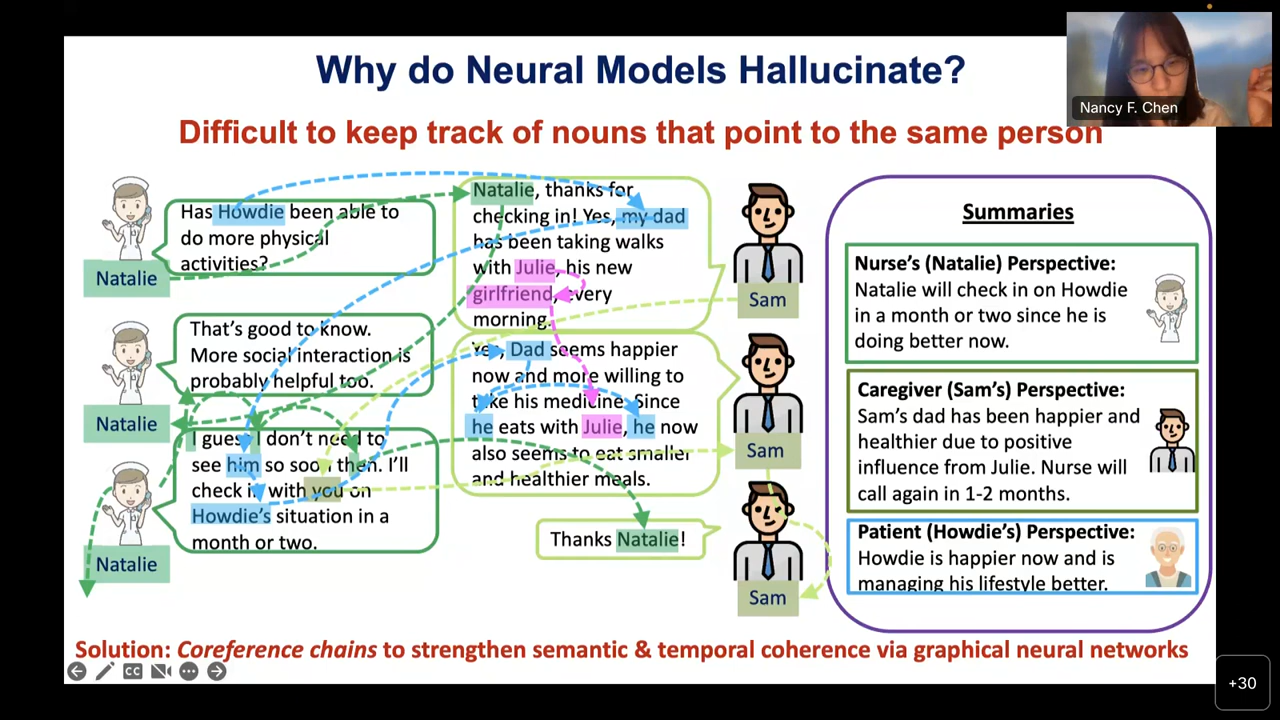 Why do Neural Models Hallucinate?
Nancy F. Chen
Difficult to keep track of nouns that point to the same person
Has Howdie been able to
do more physical
activities?
Natalie
Natalie, thanks for
checking in! Yes, my dad
has been taking walks
with Julie, his new
girlfriend, every
morning.
Sam
That's good to know.
More social interaction is
probably helpful too.
Natalie
Yes, Dad seems happier
now and more willing to
take his medicine. Since
he eats with Julie, he now
also seems to eat smaller
and healthier meals.
Sam
I guess I don't need to
see him so soon then. I'll
check in with you on
Howdie's situation in a
month or two.
Natalie
Thanks Natalie!
Sam
Summaries
Nurse's (Natalie) Perspective:
Natalie will check in on Howdie
in a month or two since he is
doing better now.
Caregiver (Sam's) Perspective:
Sam's dad has been happier and
healthier due to positive
influence from Julie. Nurse will
call again in 1-2 months.
Patient (Howdie's) Perspective:
Howdie is happier now and is
managing his lifestyle better.
Solution: Coreference chains to strengthen semantic & temporal coherence via graphical neural networks
CC
+30